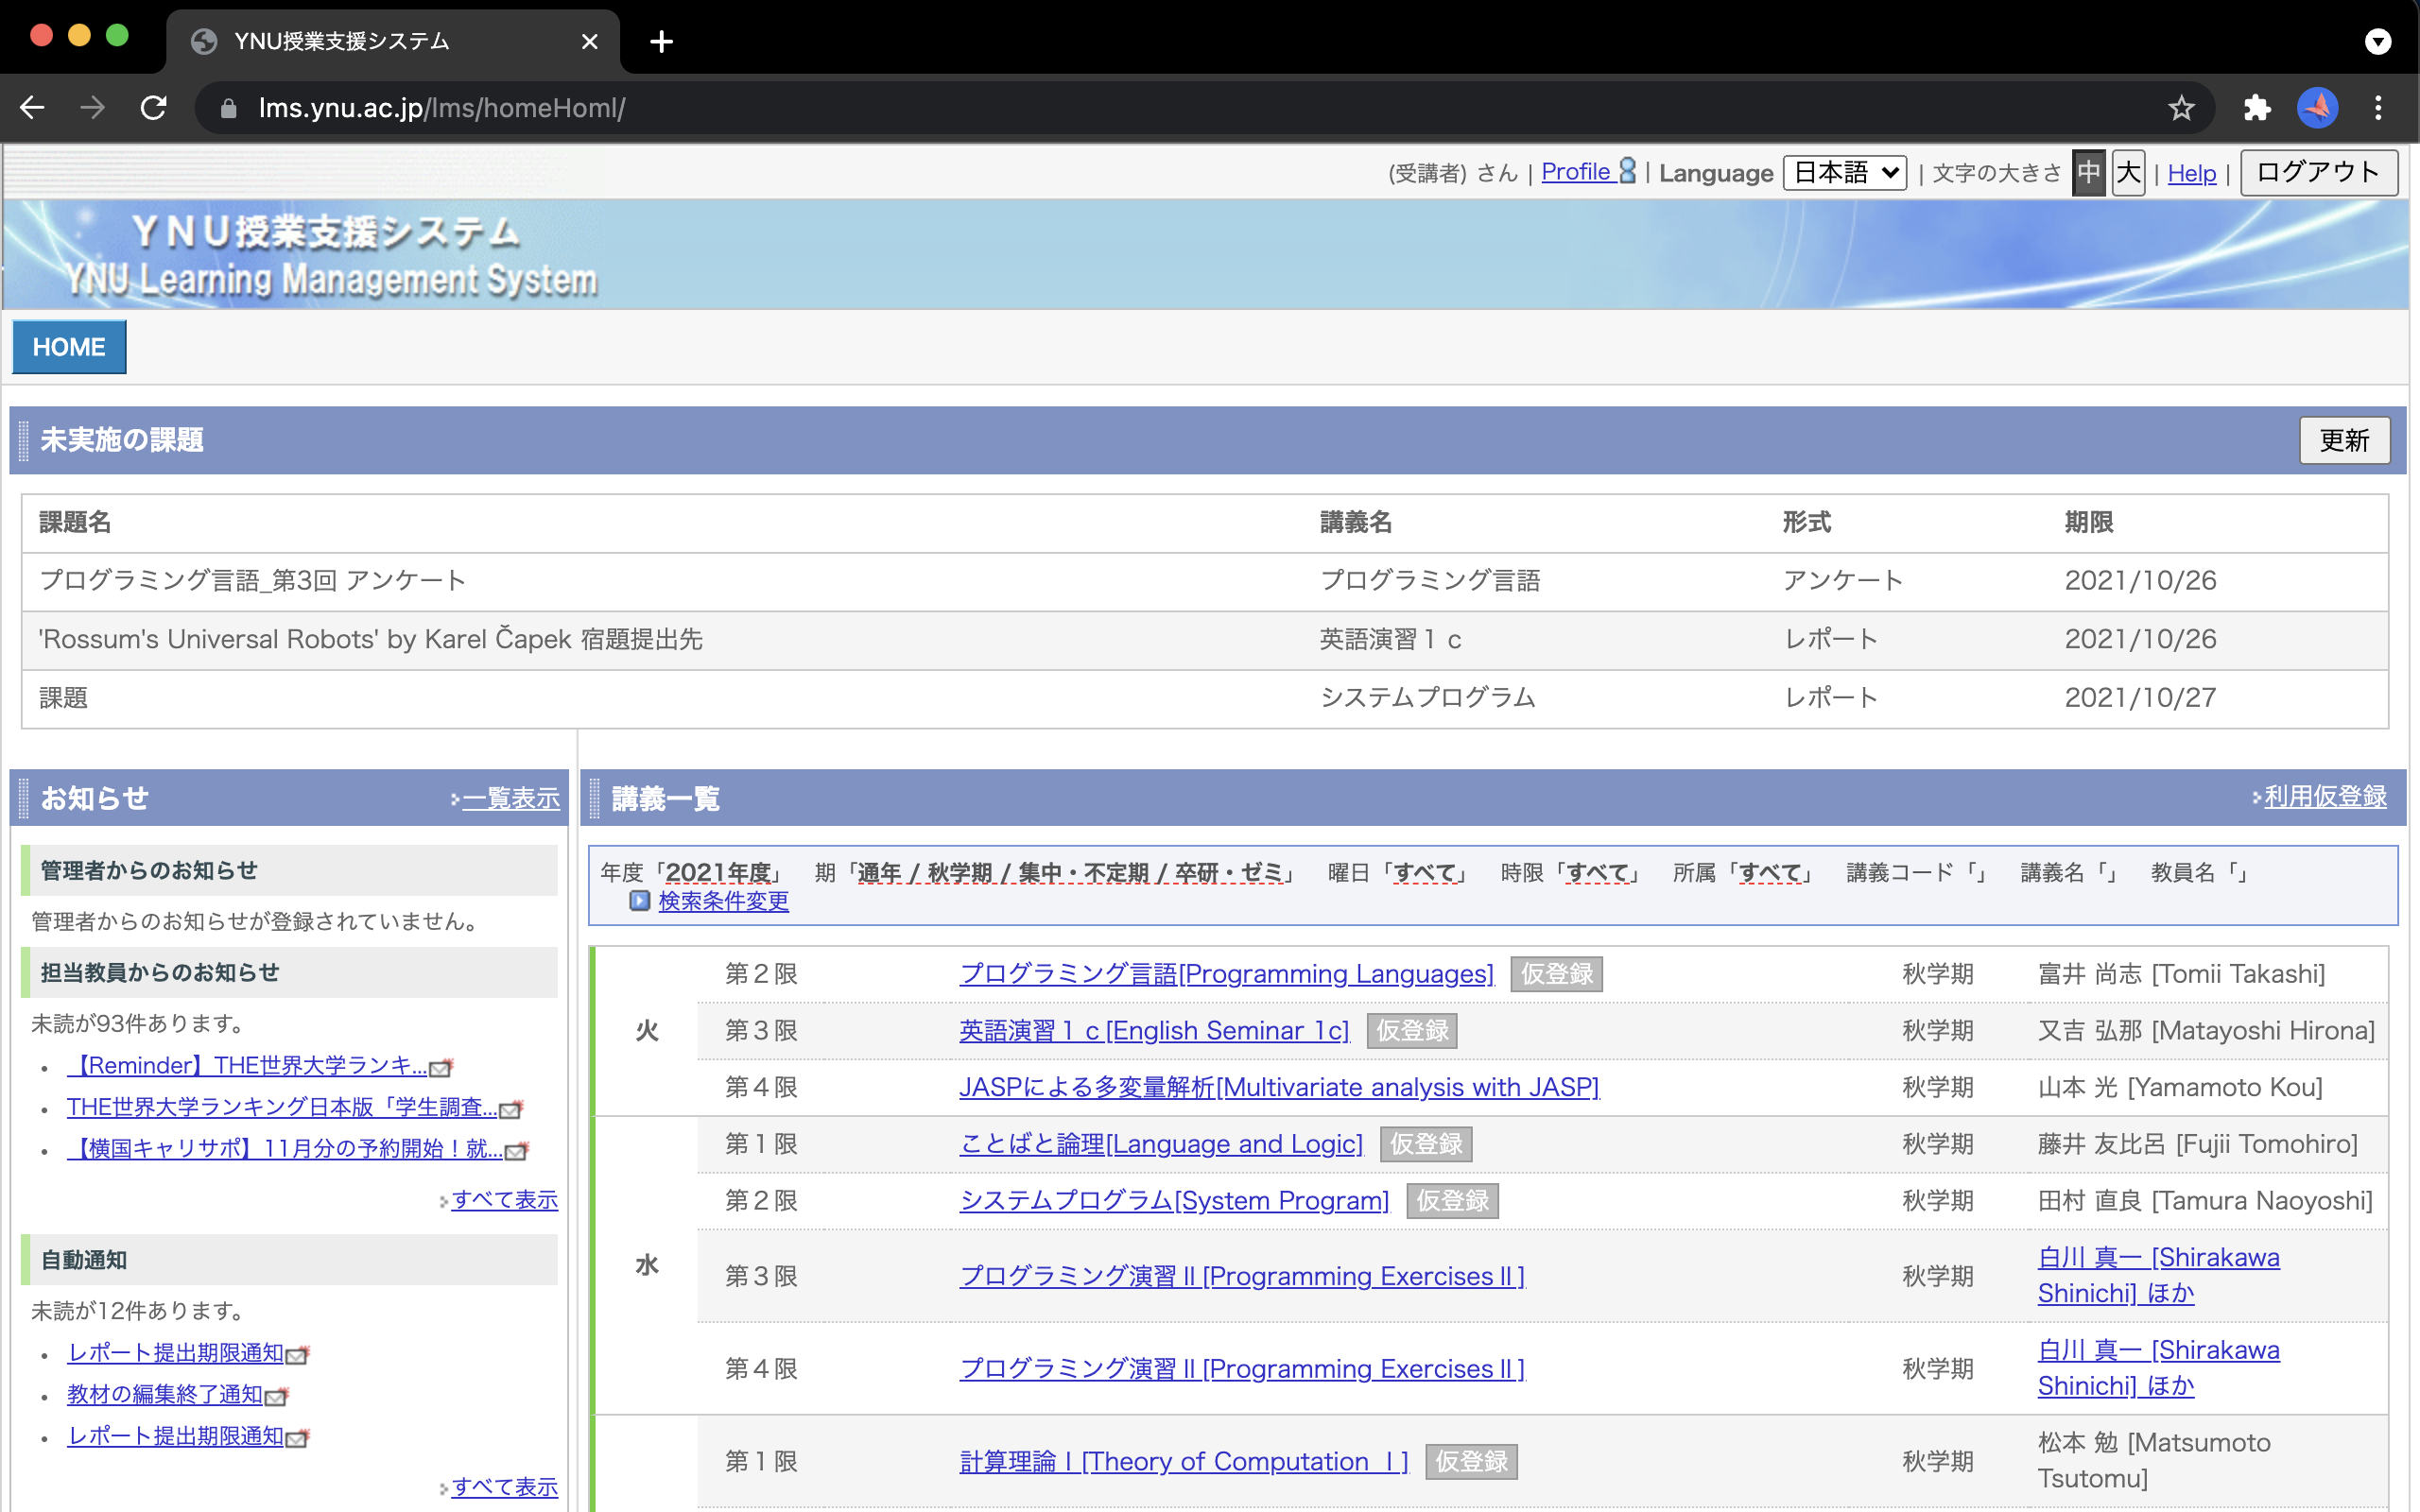 YNU授業支援システム
lms.ynu.ac.jp/lms/homeHoml/
(受講者) さん | Profile | Language 日本語 | 文字の大きさ 中 大 | Help | ログアウト
YNU授業支援システム
YNU Learning Management System
HOME
未実施の課題 更新
課題名 講義名 形式 期限
プログラミング言語_第3回 アンケート プログラミング言語 アンケート 2021/10/26
'Rossum's Universal Robots' by Karel Čapek 宿題提出先 英語演習1c レポート 2021/10/26
課題 システムプログラム レポート 2021/10/27
お知らせ 一覧表示
管理者からのお知らせ
管理者からのお知らせが登録されていません。
担当教員からのお知らせ
未読が93件あります。
• 【Reminder】THE世界大学ランキ...
• THE世界大学ランキング日本版「学生調査...
• 【横国キャリサポ】11月分の予約開始!就...
すべて表示
自動通知
未読が12件あります。
• レポート提出期限通知
• 教材の編集終了通知
• レポート提出期限通知
すべて表示
講義一覧 利用仮登録
年度「2021年度」 期「通年 / 秋学期 / 集中・不定期 / 卒研・ゼミ」 曜日「すべて」 時限「すべて」 所属「すべて」 講義コード「」 講義名「」 教員名「」
検索条件変更
火
第2限 プログラミング言語[Programming Languages] 仮登録 秋学期 富井 尚志 [Tomii Takashi]
第3限 英語演習1c[English Seminar 1c] 仮登録 秋学期 又吉 弘那 [Matayoshi Hirona]
第4限 JASPによる多変量解析[Multivariate analysis with JASP] 秋学期 山本 光 [Yamamoto Kou]
水
第1限 ことばと論理[Language and Logic] 仮登録 秋学期 藤井 友比呂 [Fujii Tomohiro]
第2限 システムプログラム[System Program] 仮登録 秋学期 田村 直良 [Tamura Naoyoshi]
第3限 プログラミング演習Ⅱ[Programming ExercisesⅡ] 秋学期 白川 真一 [Shirakawa
Shinichi] ほか
第4限 プログラミング演習Ⅱ[Programming ExercisesⅡ] 秋学期 白川 真一 [Shirakawa
Shinichi] ほか
第1限 計算理論Ⅰ[Theory of Computation Ⅰ] 仮登録 秋学期 松本 勉 [Matsumoto
Tsutomu]